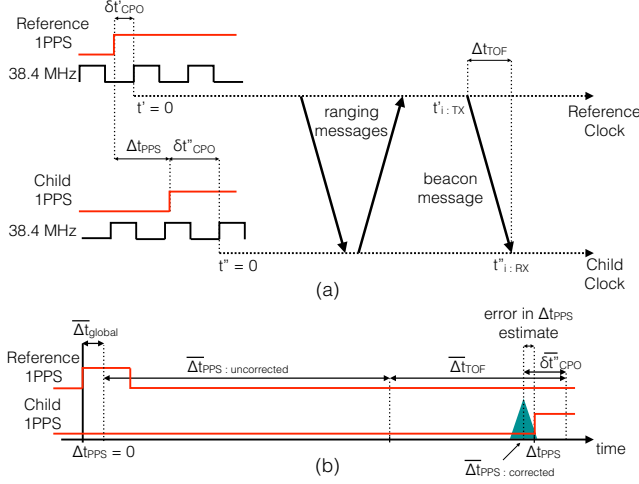 δt'CPO
Reference
1PPS
38.4 MHz
ΔtTOF
t' = 0
ranging
messages
t'i : TX
Reference
Clock
ΔtPPS
δt"CPO
Child
1PPS
beacon
message
38.4 MHz
t" = 0
t"i : RX
Child
Clock
(a)
error in ΔtPPS
estimate
Δtglobal
δt"CPO
Reference
1PPS
ΔtPPS : uncorrected
ΔtTOF
Child
1PPS
time
ΔtPPS = 0
(b)
ΔtPPS
ΔtPPS : corrected